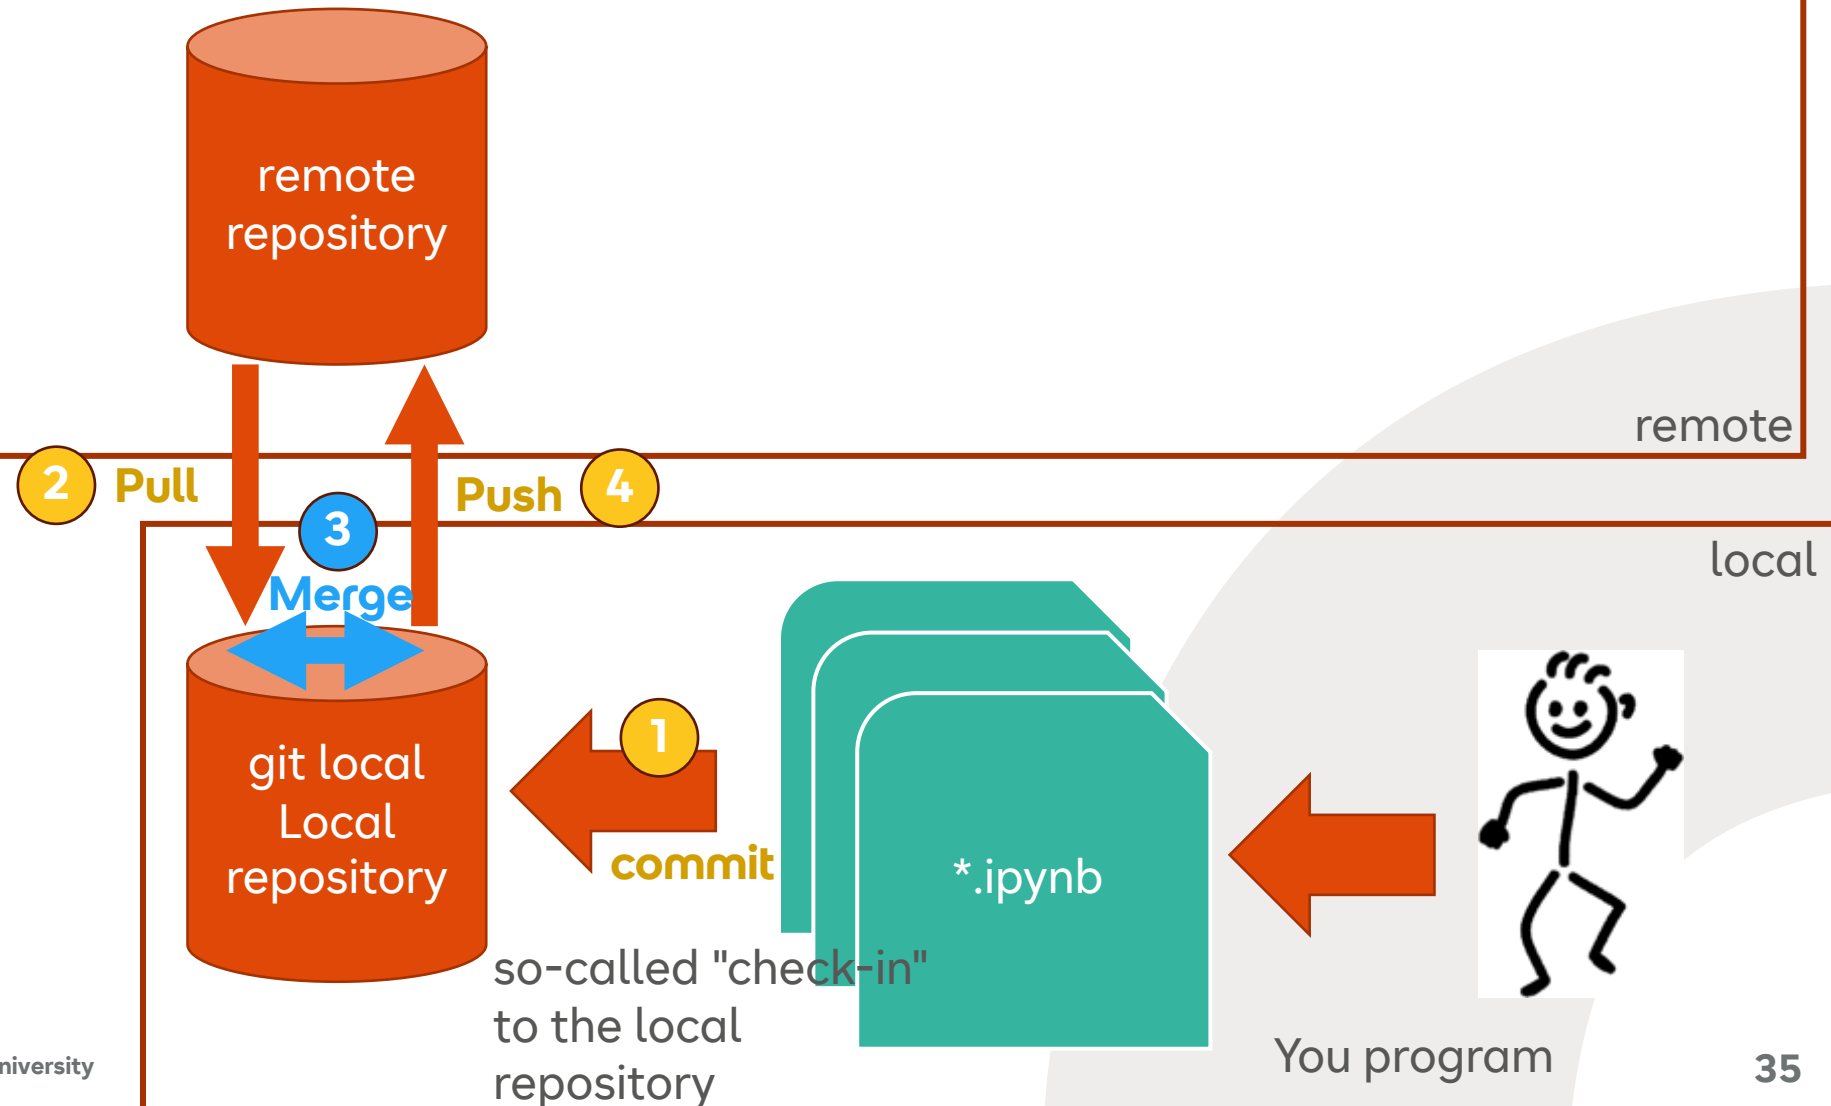 remote
repository
remote
2 Pull
Push 4
3
Merge
local
git local
Local
repository
1
commit
*.ipynb
so-called "check-in"
to the local
repository
You program
niversity
35